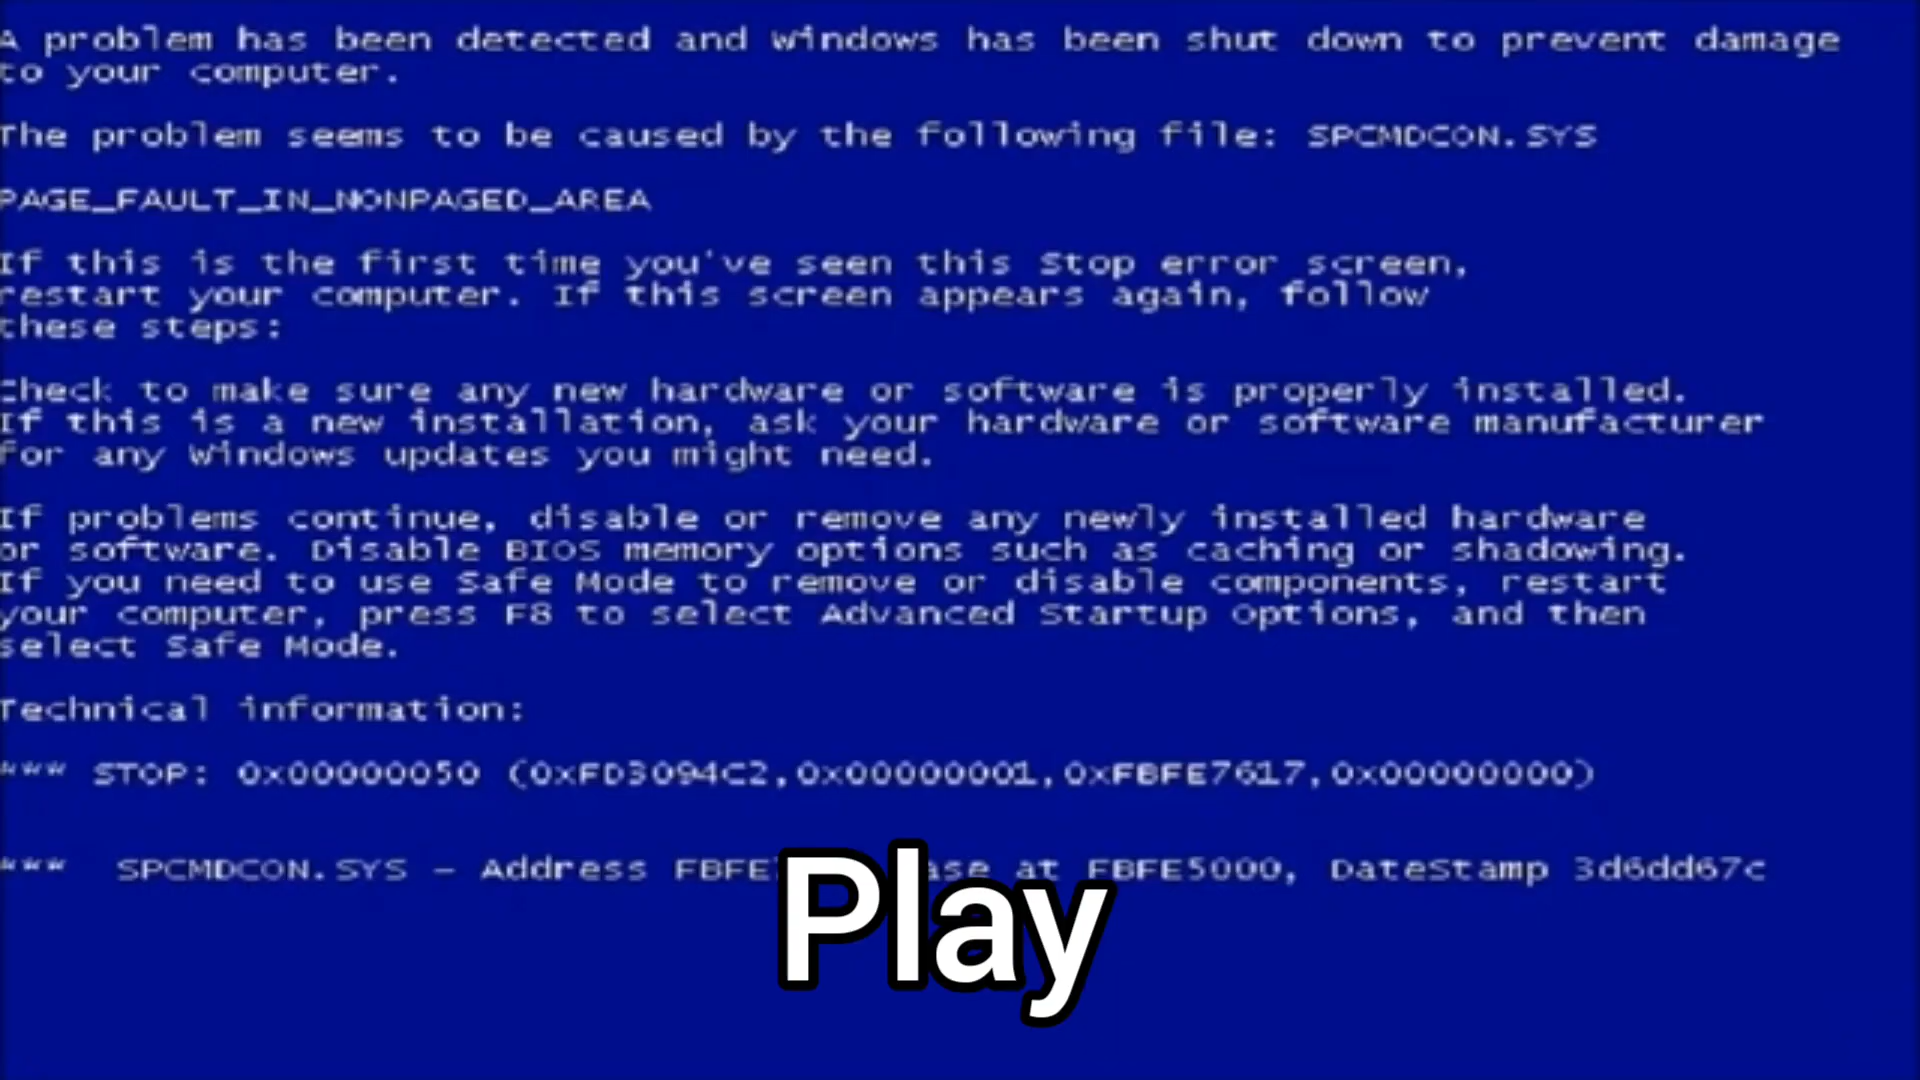 A problem has been detected and windows has been shut down to prevent damage
to your computer.
The problem seems to be caused by the following file: SPCMDCON.SYS
PAGE_FAULT_IN_NONPAGED_AREA
If this is the first time you've seen this Stop error screen,
restart your computer. If this screen appears again, follow
these steps:
Check to make sure any new hardware or software is properly installed.
If this is a new installation, ask your hardware or software manufacturer
for any windows updates you might need.
If problems continue, disable or remove any newly installed hardware
or software. Disable BIOS memory options such as caching or shadowing.
If you need to use Safe Mode to remove or disable components, restart
your computer, press F8 to select Advanced Startup Options, and then
select Safe Mode.
Technical information:
*** STOP: 0x00000050 (0xFD3094C2,0x00000001,0xFBFE7617,0x00000000)
*** SPCMDCON.SYS - Address at FBFE5000, DateStamp 3d6dd67c
Play